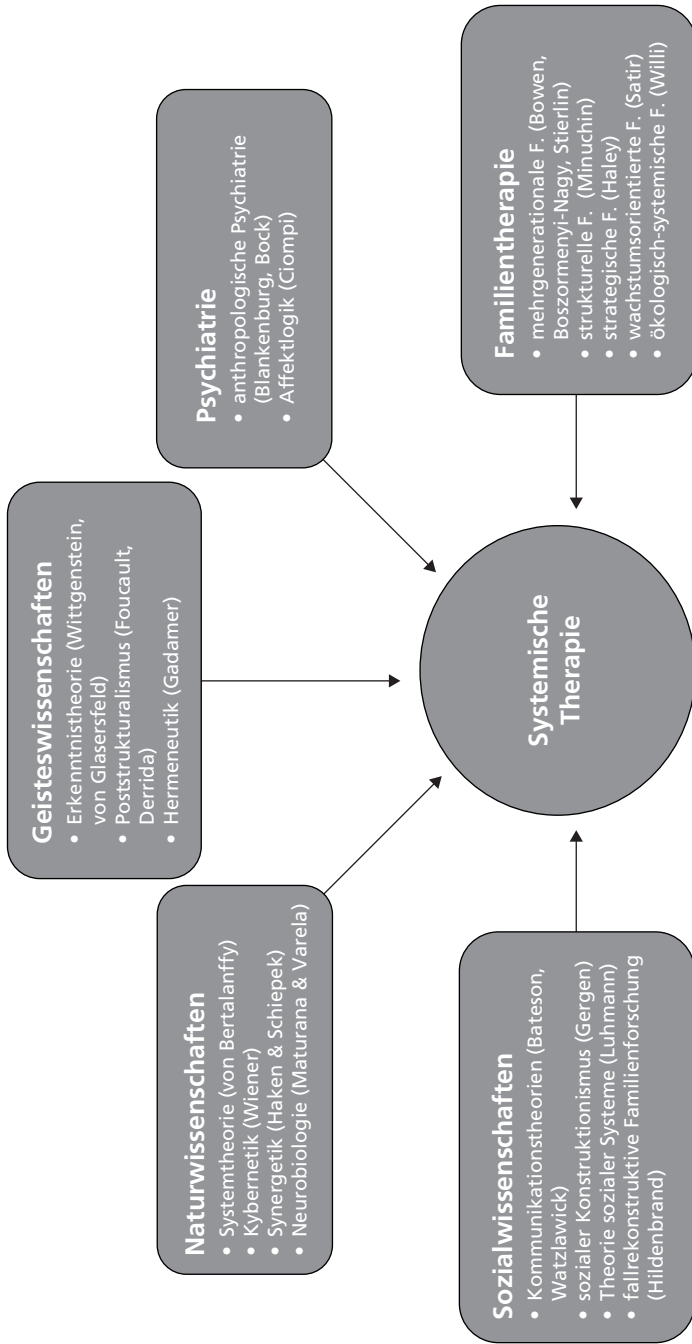 Geisteswissenschaften
• Erkenntnistheorie (Wittgenstein,
von Glasersfeld)
• Poststrukturalismus (Foucault,
Derrida)
• Hermeneutik (Gadamer)
Naturwissenschaften
• Systemtheorie (von Bertalanffy)
• Kybernetik (Wiener)
• Synergetik (Haken & Schiepek)
• Neurobiologie (Maturana & Varela)
Psychiatrie
• anthropologische Psychiatrie
(Blankenburg, Bock)
• Affektlogik (Ciompi)
Sozialwissenschaften
• Kommunikationstheorien (Bateson,
Watzlawick)
• sozialer Konstruktionismus (Gergen)
• Theorie sozialer Systeme (Luhmann)
• fallrekonstruktive Familienforschung
(Hildenbrand)
Systemische
Therapie
Familientherapie
• mehrgenerationale F. (Bowen,
Boszormenyi-Nagy, Stierlin)
• strukturelle F. (Minuchin)
• strategische F. (Haley)
• wachstumsorientierte F. (Satir)
• ökologisch-systemische F. (Willi)